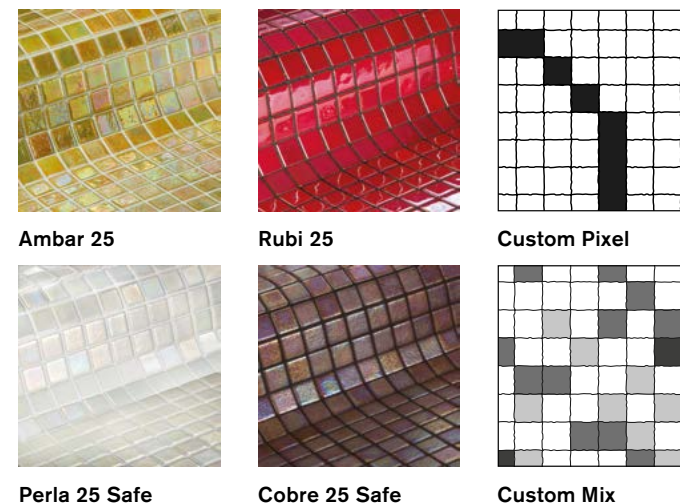 Ambar 25
Rubi 25
Custom Pixel
Perla 25 Safe
Cobre 25 Safe
Custom Mix